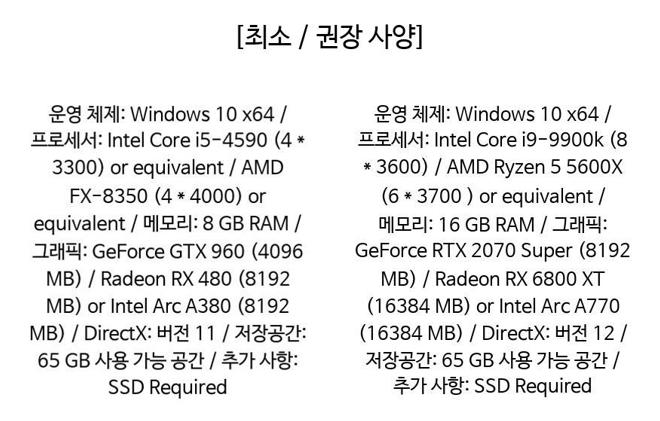 [최소 / 권장 사양]
운영 체제: Windows 10 x64 /
프로세서: Intel Core i5-4590 (4 *
3300) or equivalent / AMD
FX-8350 (4 * 4000) or
equivalent / 메모리: 8 GB RAM /
그래픽: GeForce GTX 960 (4096
MB) / Radeon RX 480 (8192
MB) or Intel Arc A380 (8192
MB) / DirectX: 버전 11 / 저장공간:
65 GB 사용 가능 공간 / 추가 사항:
SSD Required
운영 체제: Windows 10 x64 /
프로세서: Intel Core i9-9900k (8
* 3600) / AMD Ryzen 5 5600X
(6 * 3700 ) or equivalent /
메모리: 16 GB RAM / 그래픽:
GeForce RTX 2070 Super (8192
MB) / Radeon RX 6800 XT
(16384 MB) or Intel Arc A770
(16384 MB) / DirectX: 버전 12 /
저장공간: 65 GB 사용 가능 공간 /
추가 사항: SSD Required